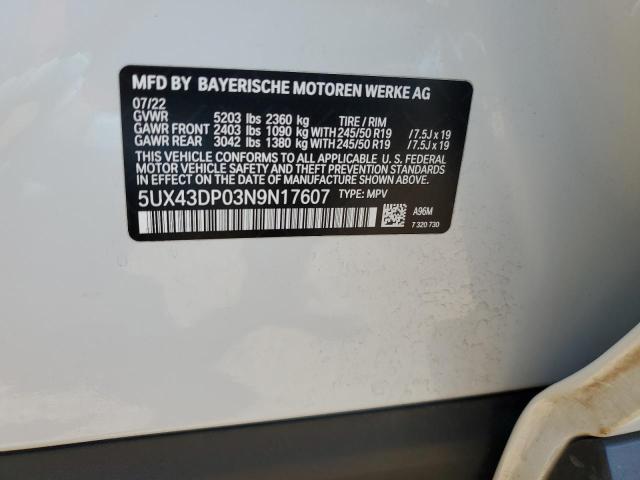 MFD BY BAYERISCHE MOTOREN WERKE AG
07/22
GVWR 5203 lbs 2360 kg TIRE / RIM
GAWR FRONT 2403 lbs 1090 kg WITH 245/50 R19 /7.5J x 19
GAWR REAR 3042 lbs 1380 kg WITH 245/50 R19 /7.5J x 19
THIS VEHICLE CONFORMS TO ALL APPLICABLE U. S. FEDERAL
MOTOR VEHICLE SAFETY AND THEFT PREVENTION STANDARDS
IN EFFECT ON THE DATE OF MANUFACTURE SHOWN ABOVE.
5UX43DP03N9N17607 TYPE: MPV
A96M
7 320 730